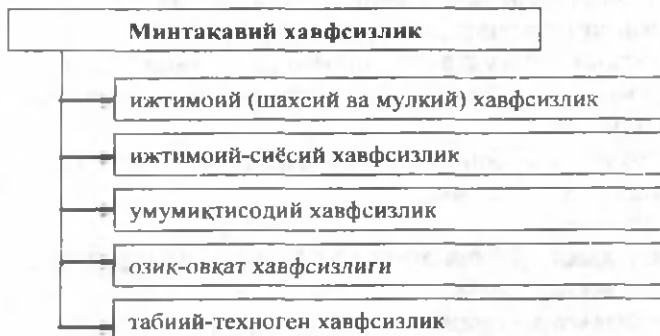 Минтақавий хавфсизлик
ижтимоий (шахсий ва мулкий) хавфсизлик
ижтимоий-сиёсий хавфсизлик
умумиқтисодий хавфсизлик
озиқ-овқат хавфсизлиги
табиий-техноген хавфсизлик